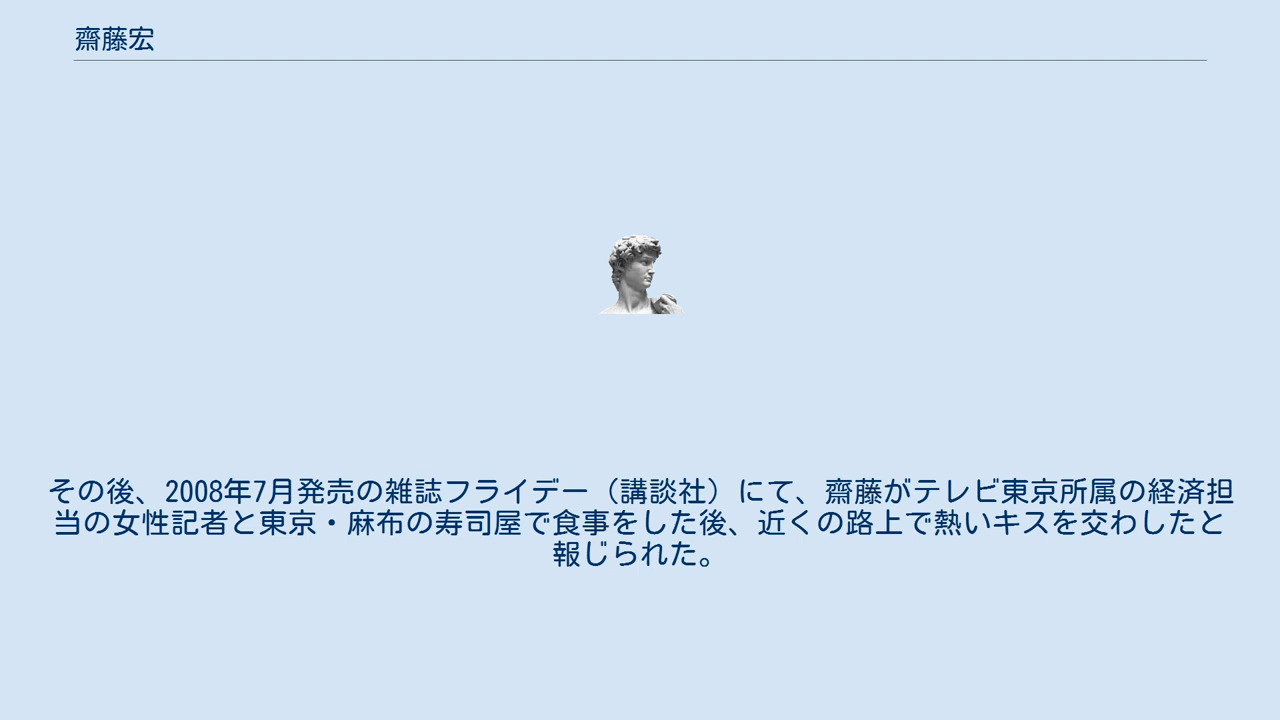 齋藤宏
その後、2008年7月発売の雑誌フライデー（講談社）にて、齋藤がテレビ東京所属の経済担
当の女性記者と東京・麻布の寿司屋で食事をした後、近くの路上で熱いキスを交わしたと
報じられた。